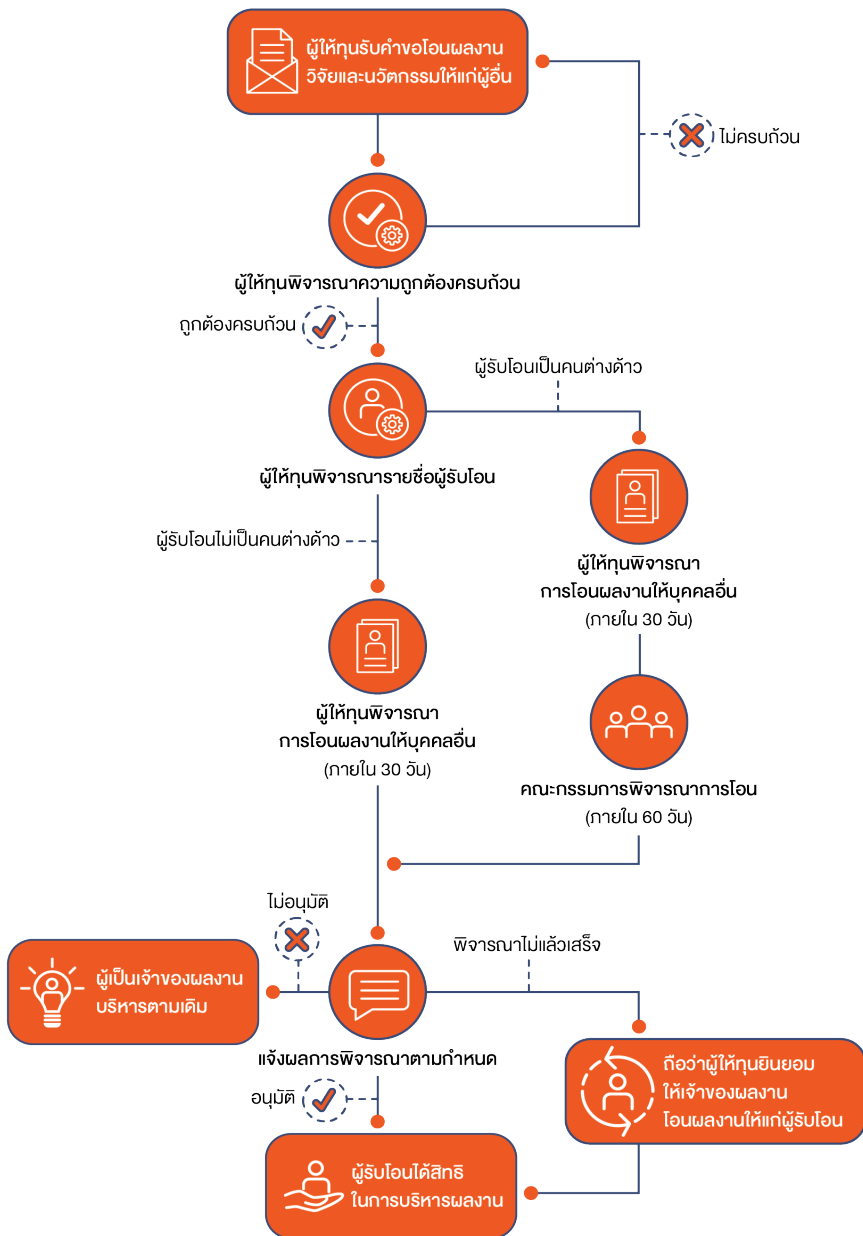 ผู้ให้ทุนรับคำขอโอนผลงาน
วิจัยและนวัตกรรมให้แก่ผู้อื่น
ไม่ครบถ้วน
ผู้ให้ทุนพิจารณาความถูกต้องครบถ้วน
ถูกต้องครบถ้วน
ผู้รับโอนเป็นคนต่างด้าว
ผู้ให้ทุนพิจารณารายชื่อผู้รับโอน
ผู้รับโอนไม่เป็นคนต่างด้าว
ผู้ให้ทุนพิจารณา
การโอนผลงานให้บุคคลอื่น
(ภายใน 30 วัน)
ผู้ให้ทุนพิจารณา
การโอนผลงานให้บุคคลอื่น
(ภายใน 30 วัน)
คณะกรรมการพิจารณาการโอน
(ภายใน 60 วัน)
ไม่อนุมัติ
พิจารณาไม่แล้วเสร็จ
ผู้เป็นเจ้าของผลงาน
บริหารตามเดิม
แจ้งผลการพิจารณาตามกำหนด
ถือว่าผู้ให้ทุนยินยอม
ให้เจ้าของผลงาน
โอนผลงานให้แก่ผู้รับโอน
อนุมัติ
ผู้รับโอนได้สิทธิ
ในการบริหารผลงาน